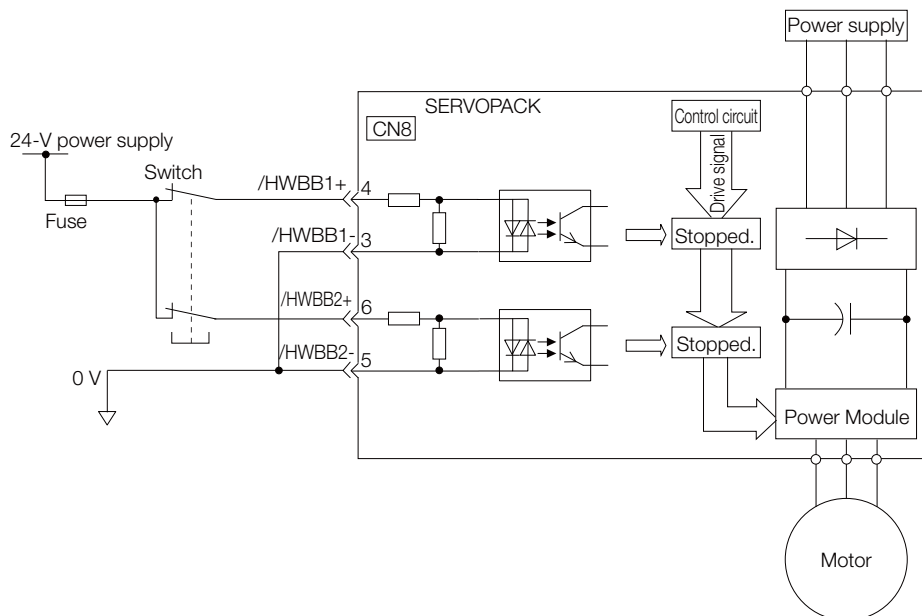 Power supply
SERVOPACK
CN8
Control circuit
Drive signal
24-V power supply
Switch
Fuse
/HWBB1+
4
/HWBB1-
3
Stopped.
/HWBB2+
6
/HWBB2-
5
Stopped.
0 V
Power Module
Motor